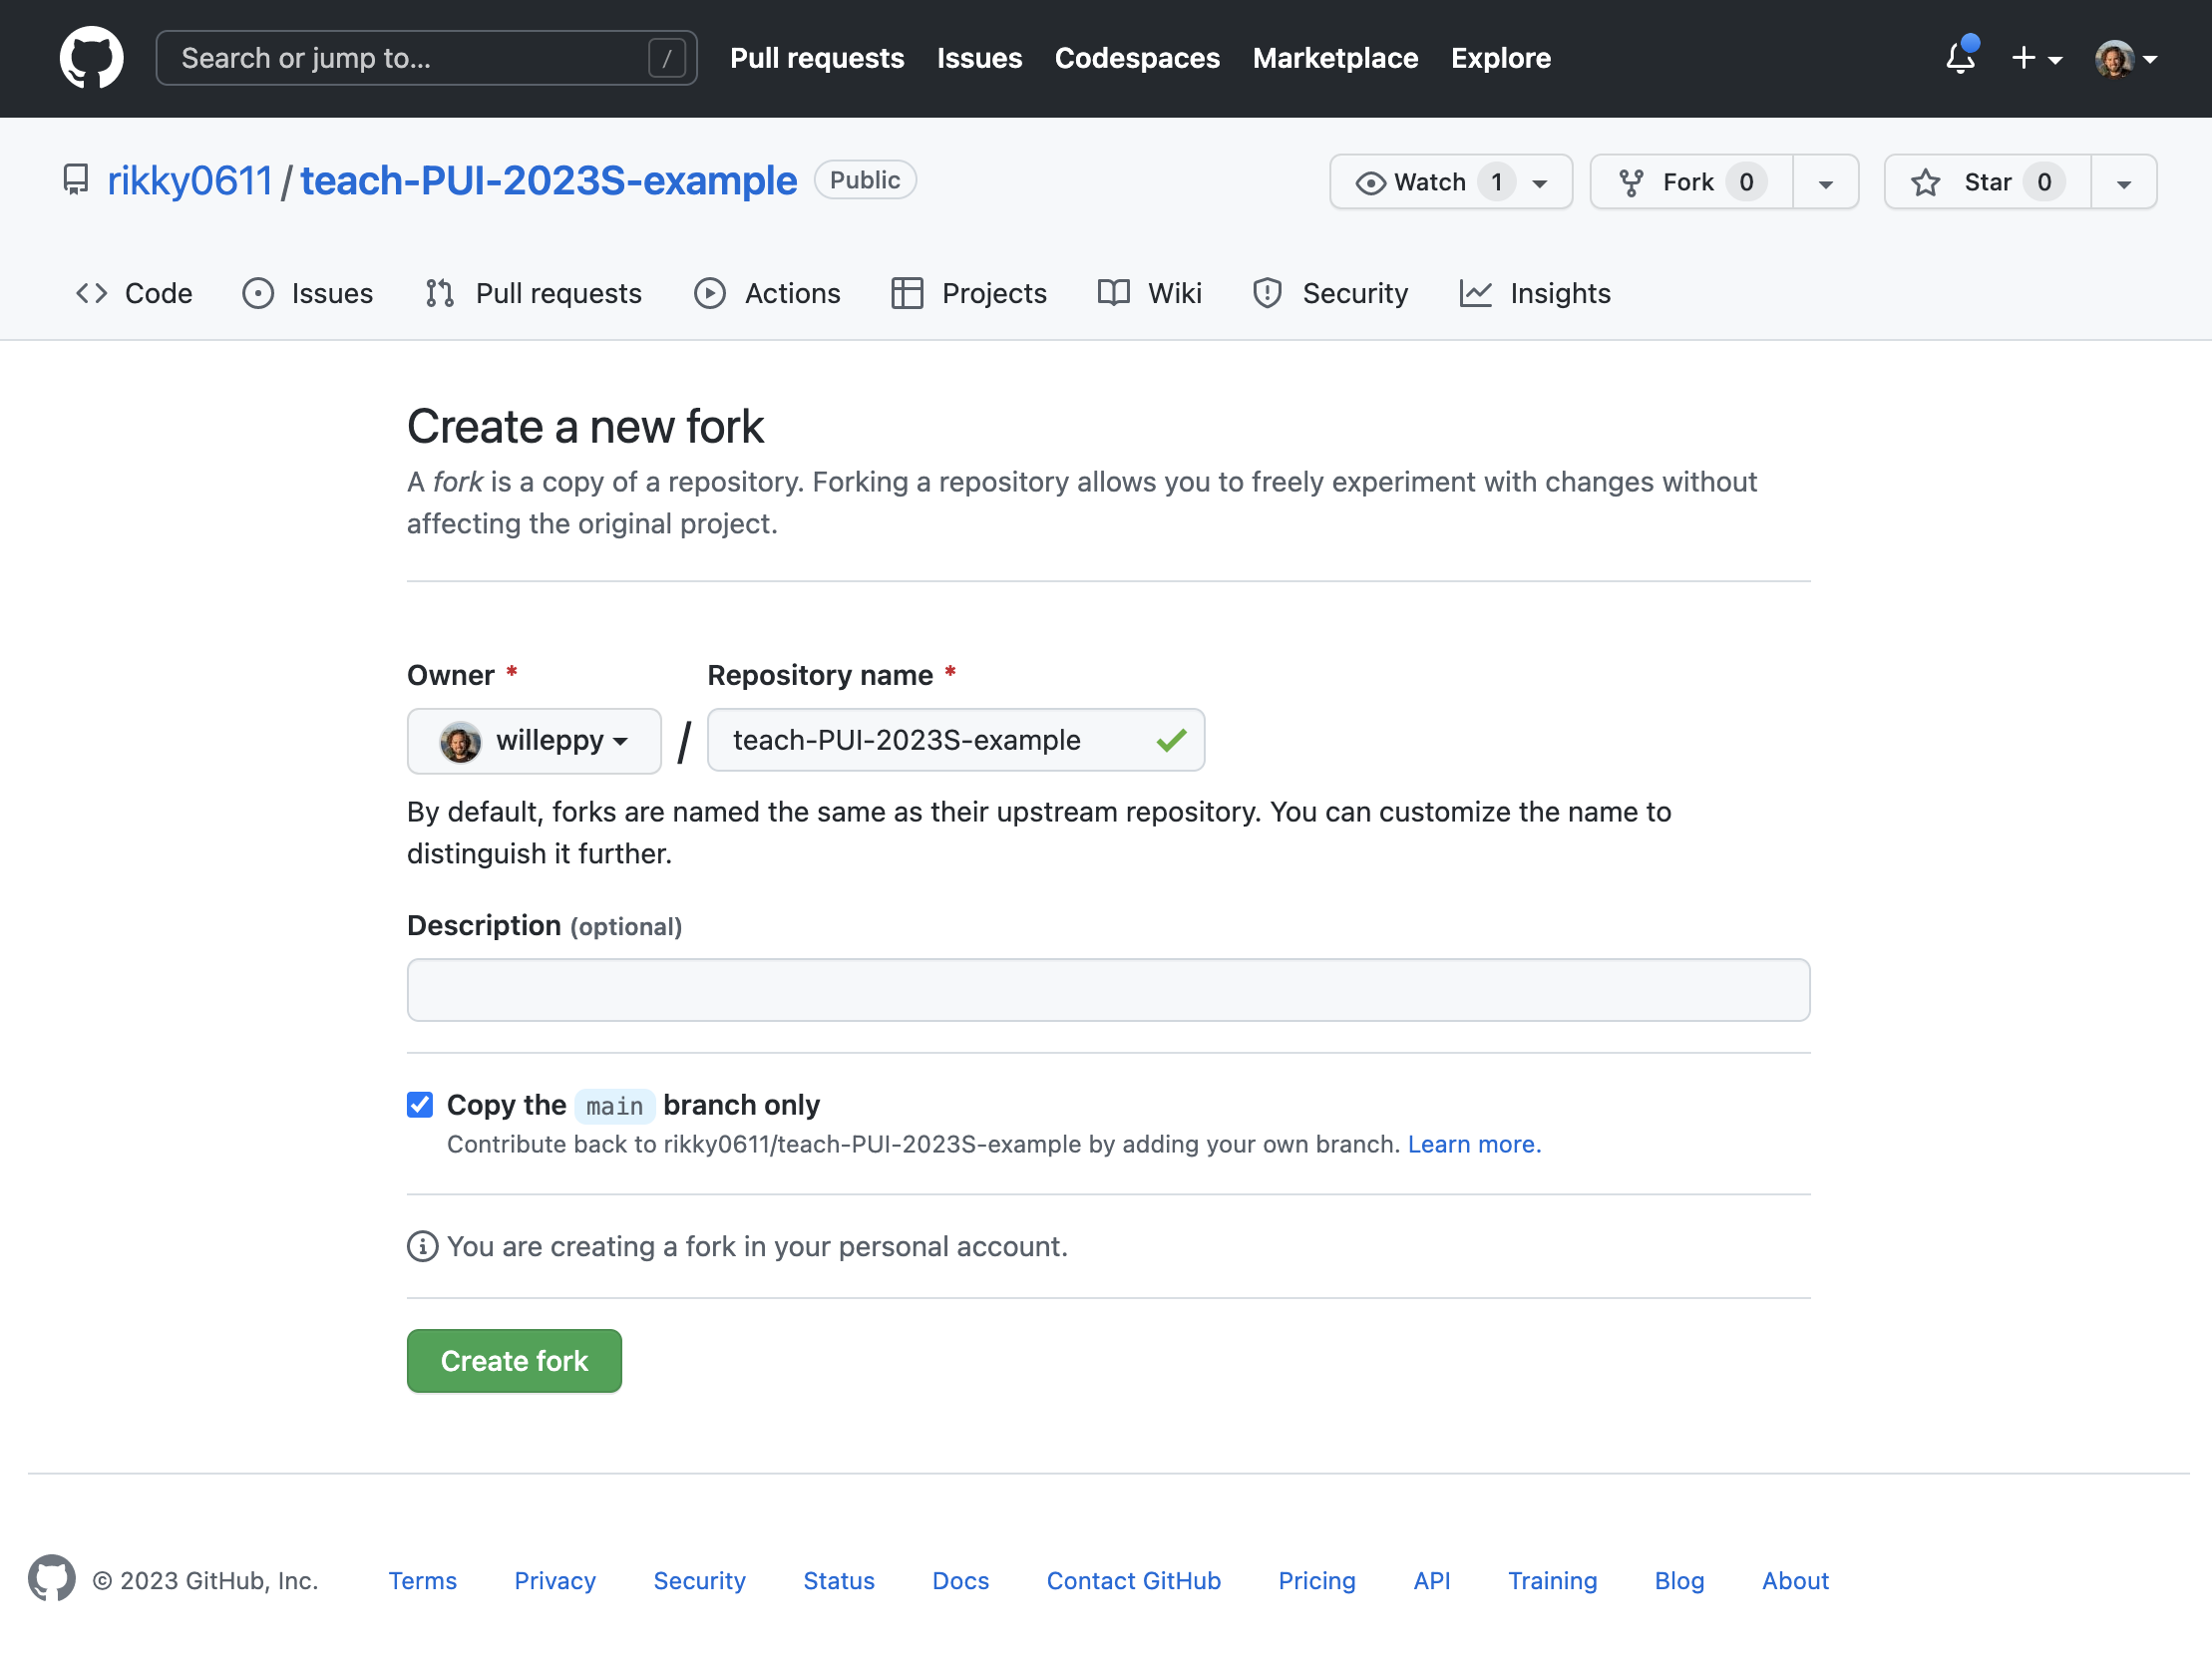 Search or jump to... /
Pull requests Issues Codespaces Marketplace Explore
rikky0611 / teach-PUI-2023S-example Public
Watch 1 Fork 0 Star 0
Code Issues Pull requests Actions Projects Wiki Security Insights
Create a new fork
A fork is a copy of a repository. Forking a repository allows you to freely experiment with changes without
affecting the original project.
Owner * Repository name *
willeppy / teach-PUI-2023S-example
By default, forks are named the same as their upstream repository. You can customize the name to
distinguish it further.
Description (optional)
Copy the main branch only
Contribute back to rikky0611/teach-PUI-2023S-example by adding your own branch. Learn more.
You are creating a fork in your personal account.
Create fork
© 2023 GitHub, Inc. Terms Privacy Security Status Docs Contact GitHub Pricing API Training Blog About